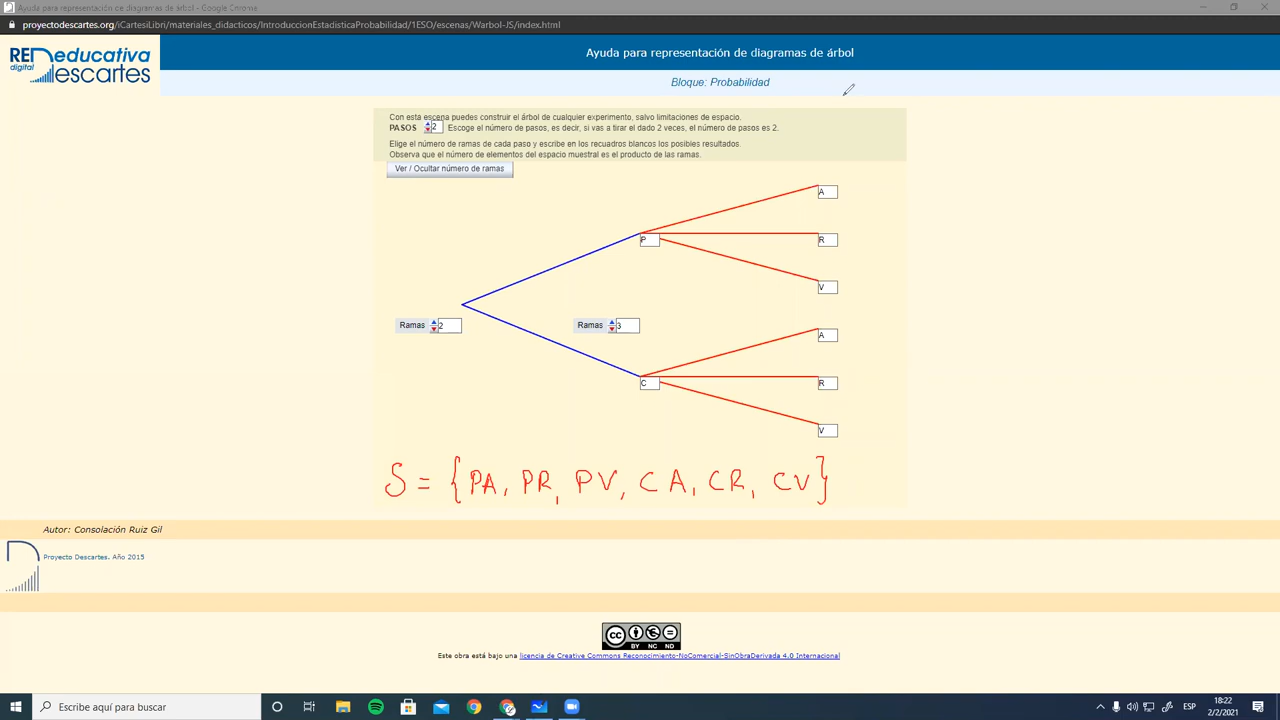 Ayuda para representación de diagramas de árbol - Google Chrome
proyectodescartes.org/iCartesiLibri/materiales_didacticos/IntroduccionEstadisticaProbabilidad/1ESO/escenas/Warbol-JS/index.html
RED educativa
digital Descartes
Ayuda para representación de diagramas de árbol
Bloque: Probabilidad
Con esta escena puedes construir el árbol de cualquier experimento, salvo limitaciones de espacio.
PASOS 2 Escoge el número de pasos, es decir, si vas a tirar el dado 2 veces, el número de pasos es 2.
Elige el número de ramas de cada paso y escribe en los recuadros blancos los posibles resultados.
Observa que el número de elementos del espacio muestral es el producto de las ramas.
Ver / Ocultar número de ramas
A
P
R
V
Ramas 2
Ramas 3
A
C
R
V
S = {PA, PR, PV, CA, CR, CV}
Autor: Consolación Ruiz Gil
Proyecto Descartes. Año 2015
cc BY NC ND
Este obra está bajo una licencia de Creative Commons Reconocimiento-NoComercial-SinObraDerivada 4.0 Internacional
Escribe aquí para buscar
ESP
18:22
2/2/2021